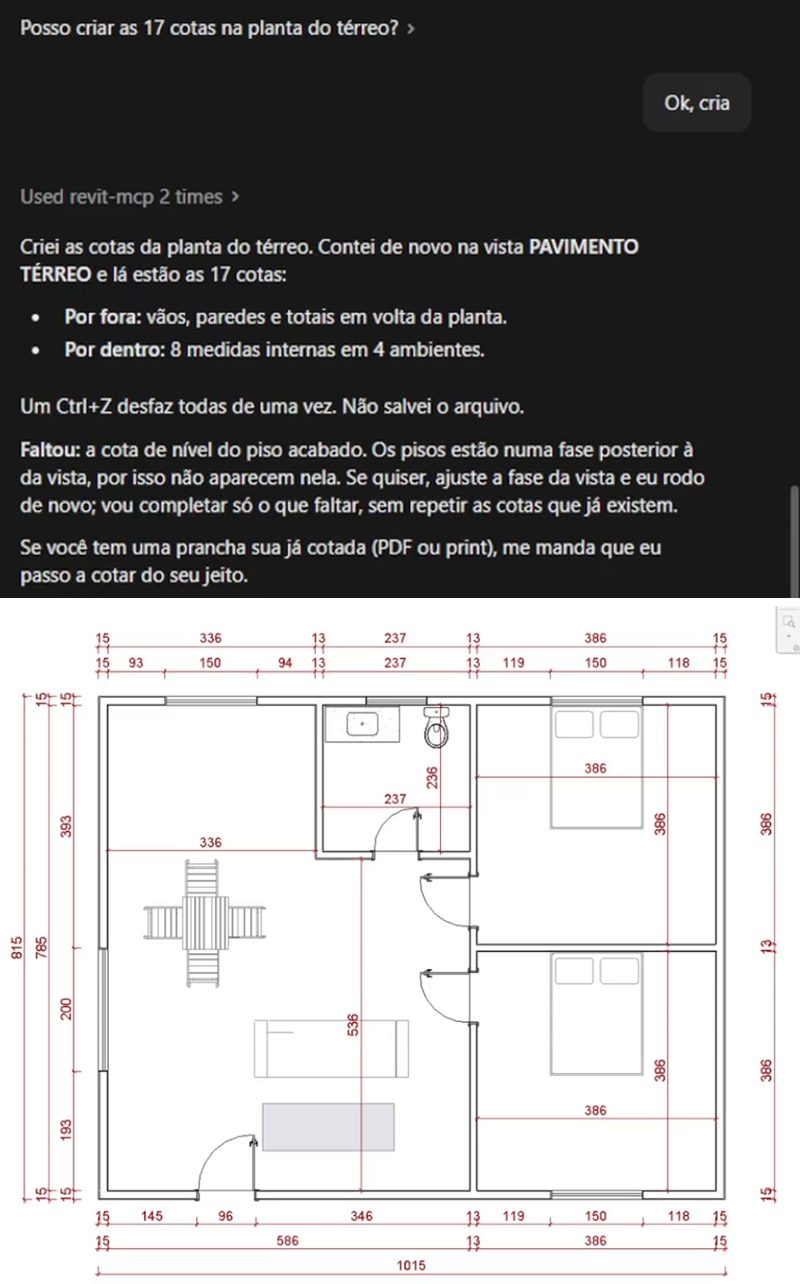 Posso criar as 17 cotas na planta do térreo? >
Ok, cria
Used revit-mcp 2 times >
Criei as cotas da planta do térreo. Contei de novo na vista PAVIMENTO
TÉRREO e lá estão as 17 cotas:
• Por fora: vãos, paredes e totais em volta da planta.
• Por dentro: 8 medidas internas em 4 ambientes.
Um Ctrl+Z desfaz todas de uma vez. Não salvei o arquivo.
Faltou: a cota de nível do piso acabado. Os pisos estão numa fase posterior à
da vista, por isso não aparecem nela. Se quiser, ajuste a fase da vista e eu rodo
de novo; vou completar só o que faltar, sem repetir as cotas que já existem.
Se você tem uma prancha sua já cotada (PDF ou print), me manda que eu
passo a cotar do seu jeito.
15 336 13 237 13 386 15
15 93 150 94 13 237 13 119 150 118 15
15 15 15
386
236
237
393 386 386
336
815 785 13
200 536
386 386
386
193
15 15 15
15 145 96 346 13 119 150 118 15
15 586 13 386 15
1015